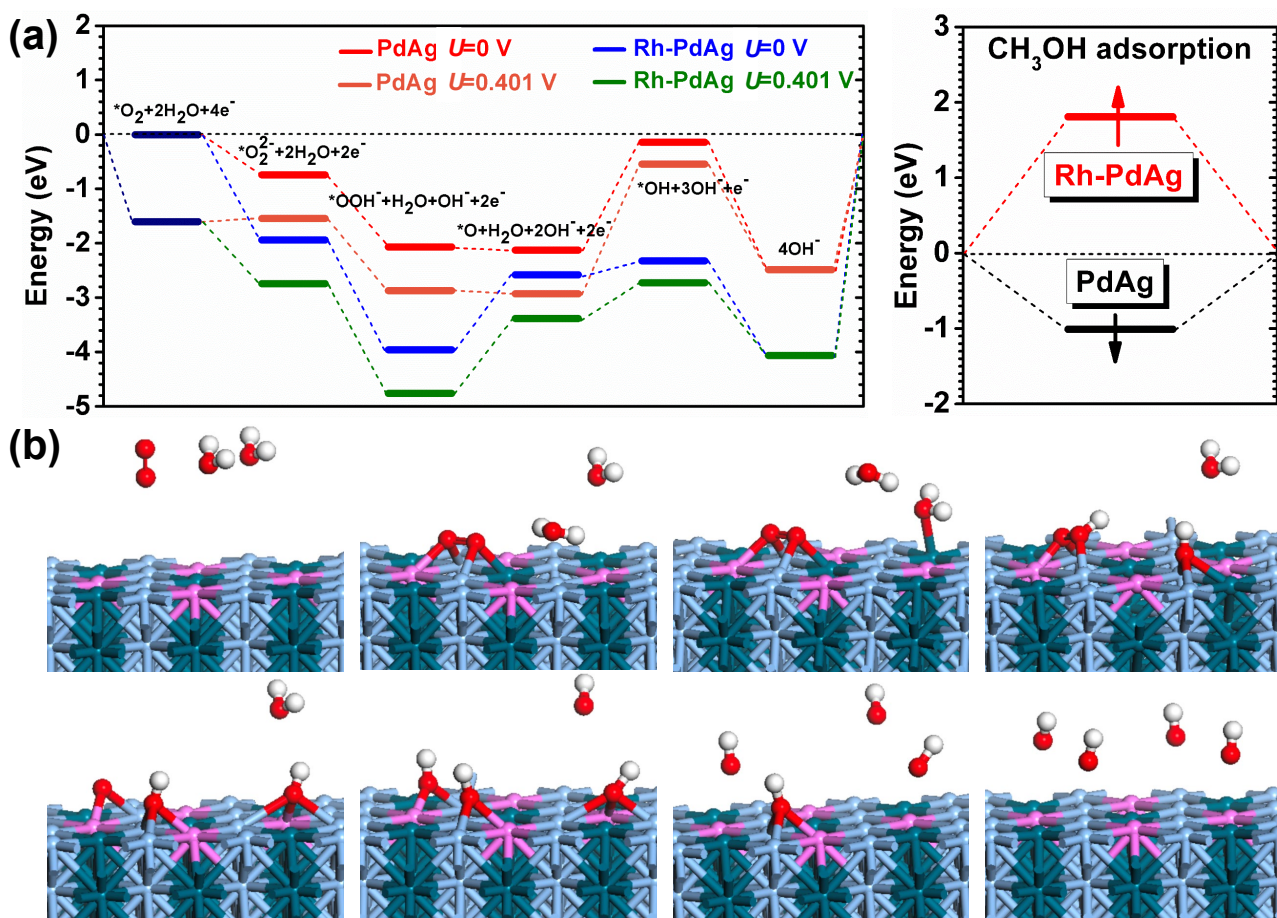 (a)
2
1
0
-1
-2
-3
-4
-5
Energy (eV)
PdAg U=0 V
Rh-PdAg U=0 V
PdAg U=0.401 V
Rh-PdAg U=0.401 V
*O₂+2H₂O+4e⁻
*O₂²⁻+2H₂O+2e⁻
*OOH⁻+H₂O+OH⁻+2e⁻
*O+H₂O+2OH⁻+2e⁻
*OH+3OH⁻+e⁻
4OH⁻
3
2
1
0
-1
-2
Energy (eV)
CH₃OH adsorption
Rh-PdAg
PdAg
(b)